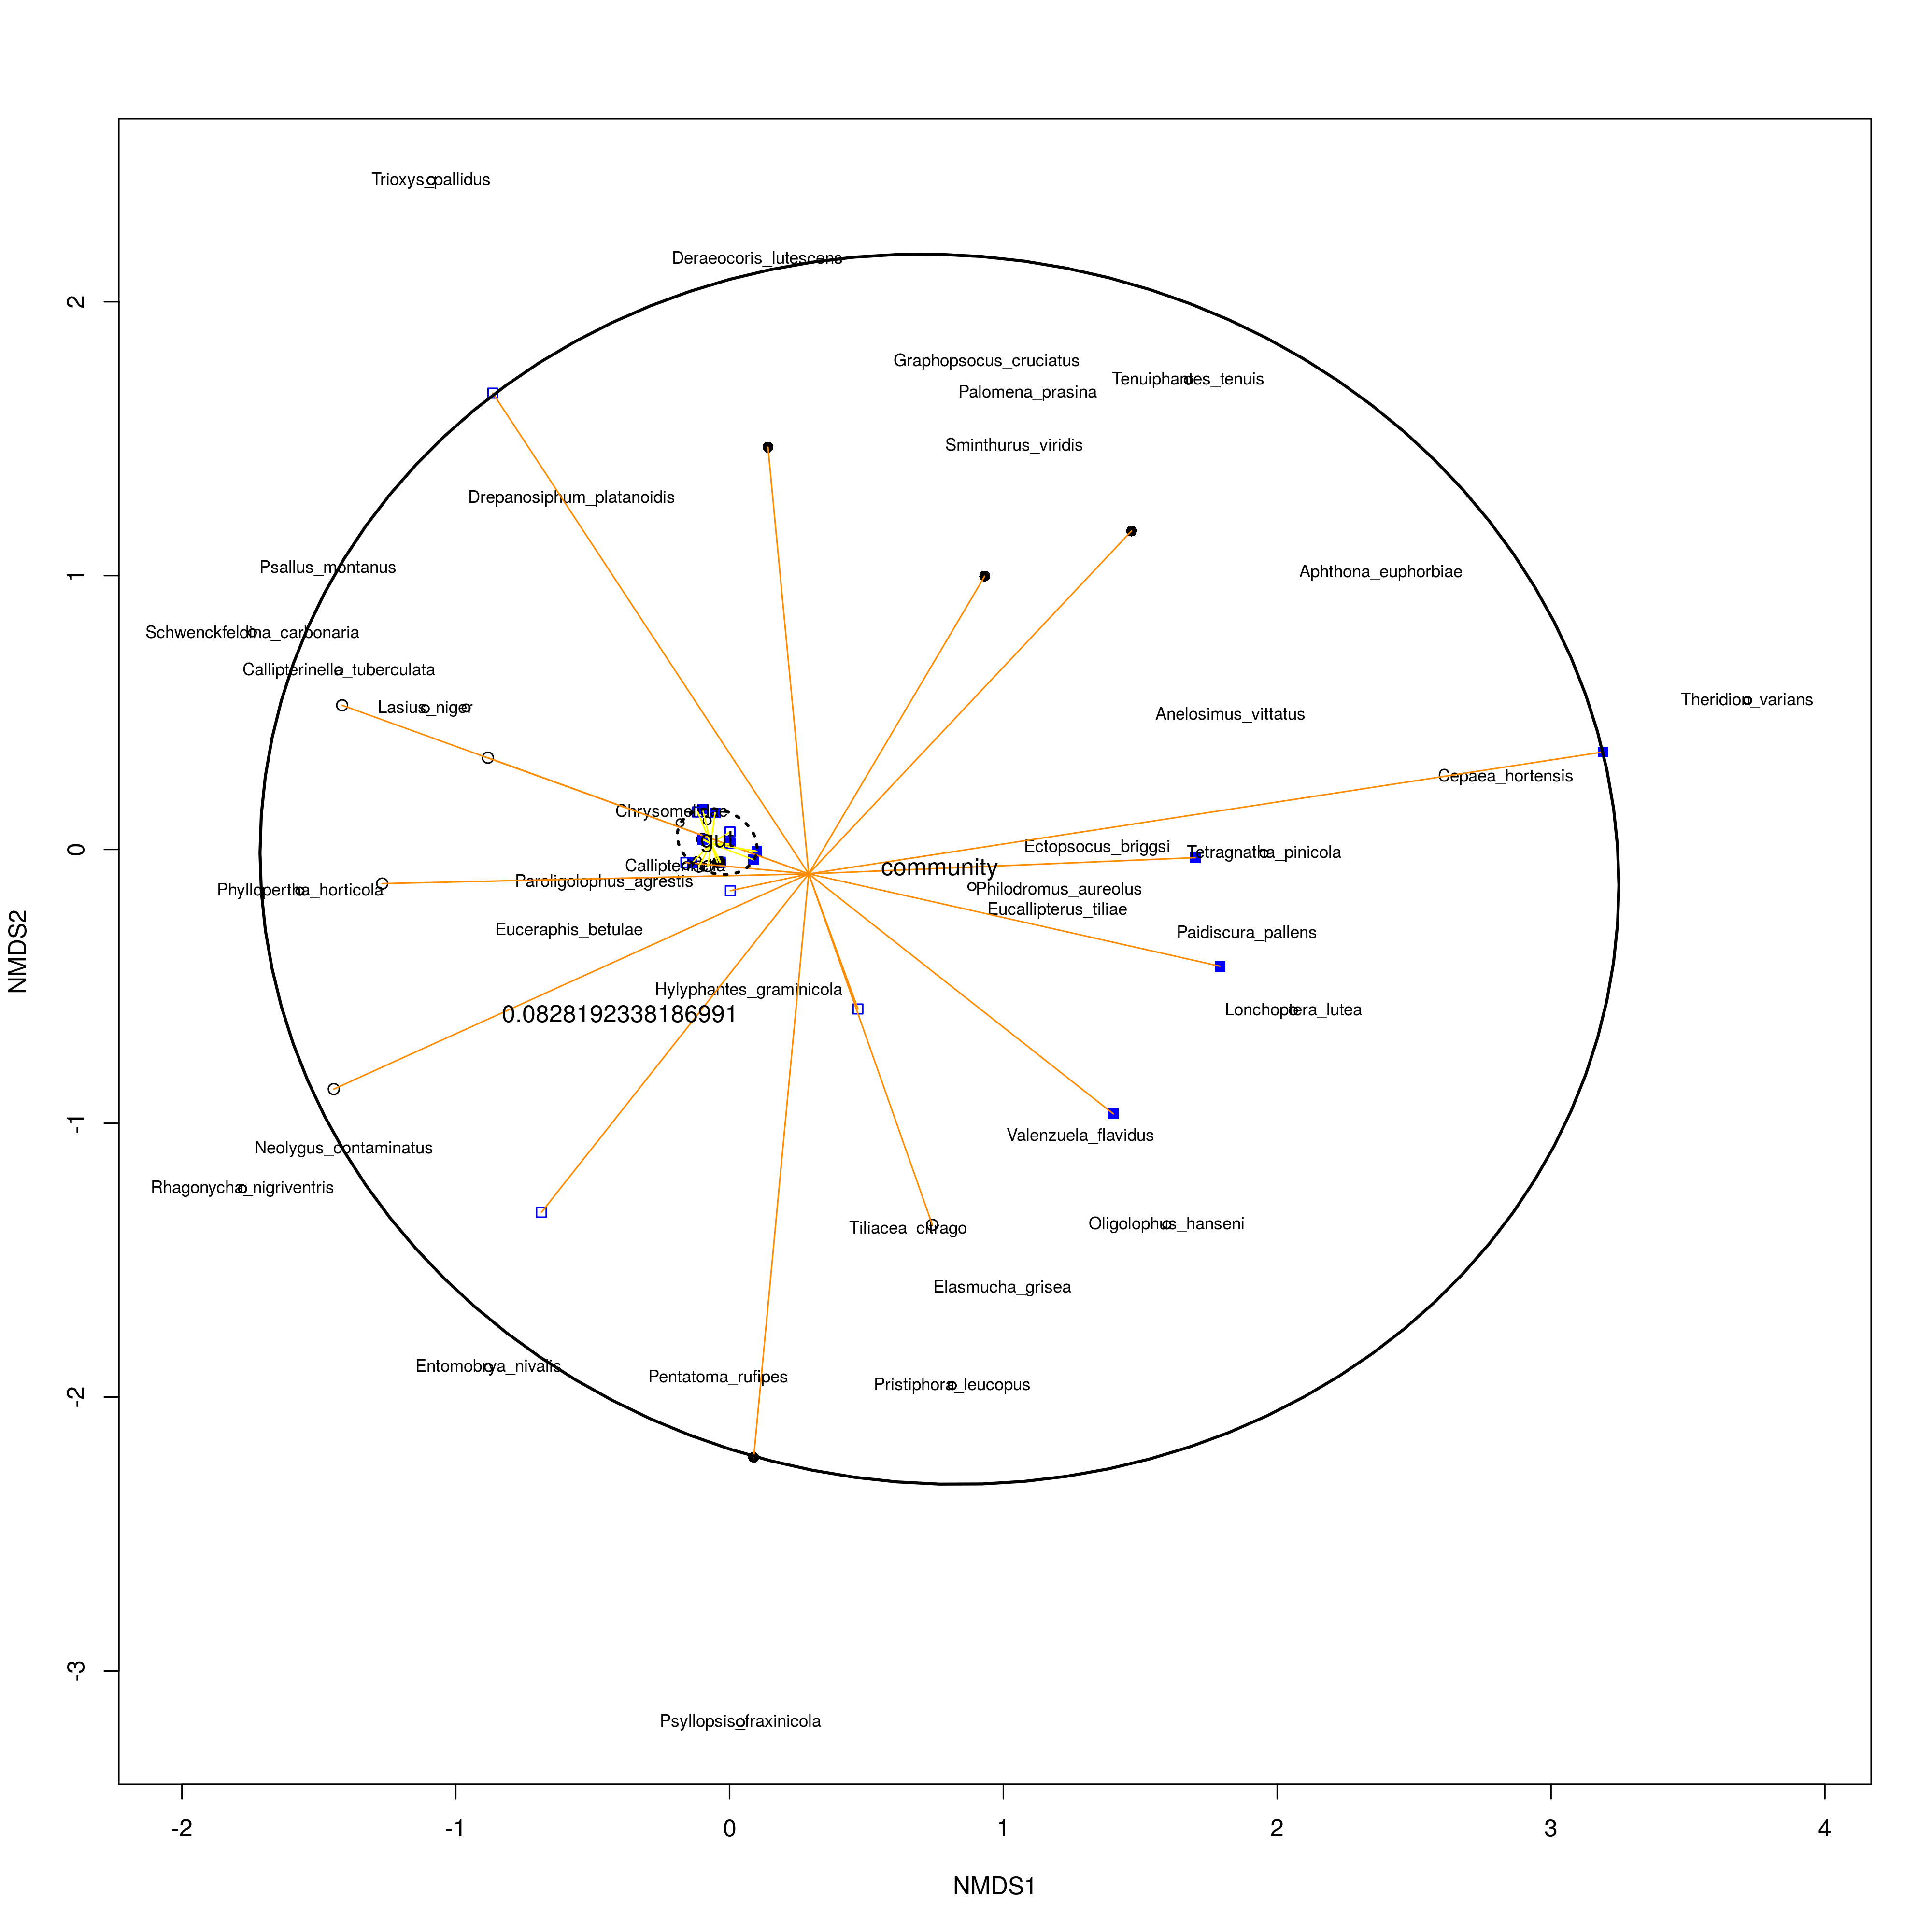 Trioxys_pallidus
Deraeocoris_lutescens
2
Graphopsocus_cruciatus
Tenuiphantes_tenuis
Palomena_prasina
Sminthurus_viridis
Drepanosiphum_platanoidis
Psallus_montanus
1
Aphthona_euphorbiae
Schwenckfeldina_carbonaria
Callipterinella_tuberculata
Theridion_varians
Lasius_niger
Anelosimus_vittatus
Cepaea_hortensis
gut
0
Ectopsocus_briggsi
Tetragnatha_pinicola
community
Paroligolophus_agrestis
Phyllopertha_horticola
Philodromus_aureolus
Eucallipterus_tiliae
Euceraphis_betulae
Paidiscura_pallens
NMDS2
Hylyphantes_graminicola
0.0828192338186991
Lonchoptera_lutea
-1
Valenzuela_flavidus
Neolygus_contaminatus
Rhagonycha_nigriventris
Tiliacea_citrago
Oligolophus_hanseni
Elasmucha_grisea
Entomobrya_nivalis
Pentatoma_rufipes
Pristiphora_leucopus
-2
-3
Psyllopsis_fraxinicola
-2 -1 0 1 2 3 4
NMDS1